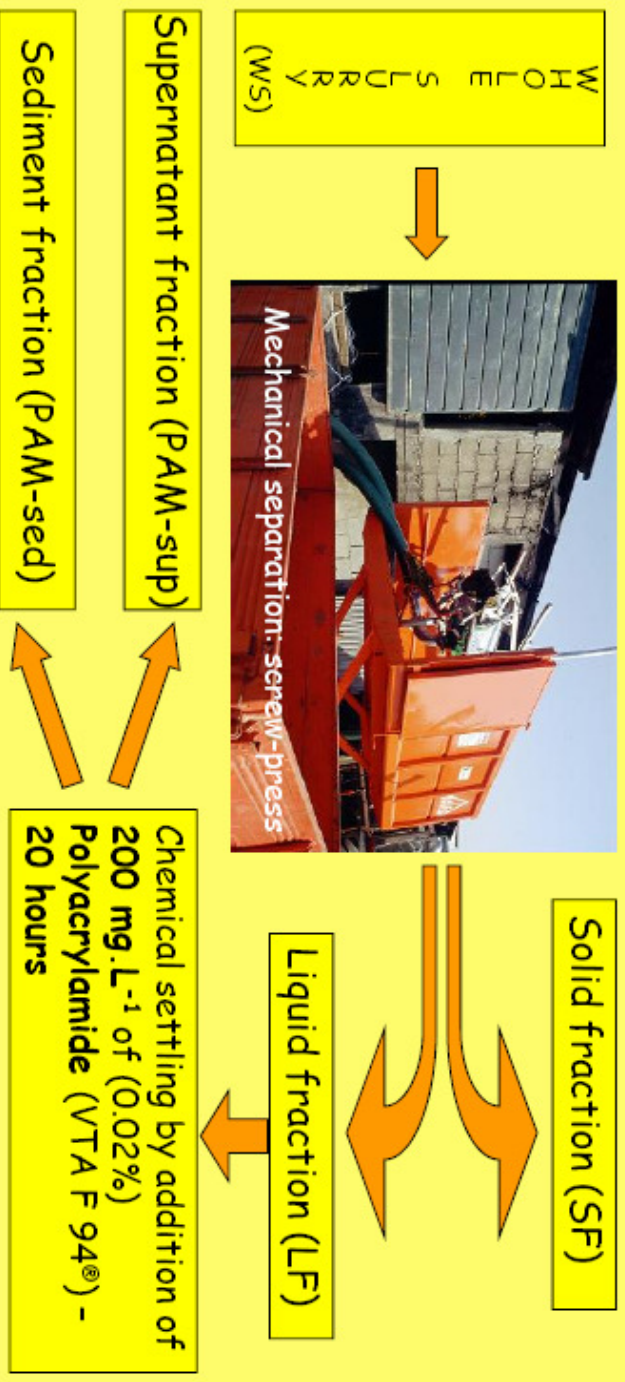 WHOLE SLURRY
(WS)
Mechanical separation: screw-press
Solid fraction (SF)
Liquid fraction (LF)
Chemical settling by addition of
200 mg.L⁻¹ of (0.02%)
Polyacrylamide (VTA F 94®) -
20 hours
Supernatant fraction (PAM-sup)
Sediment fraction (PAM-sed)